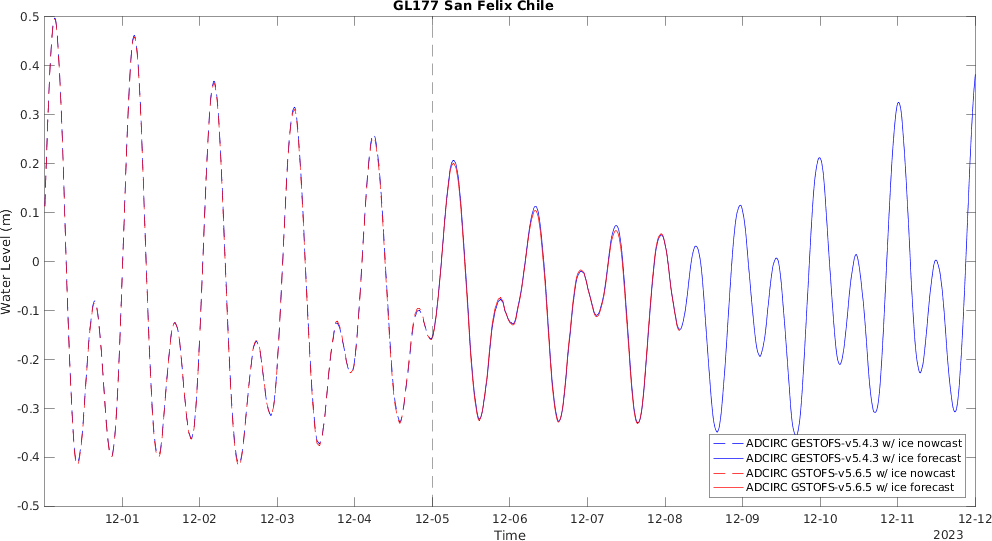 GL177 San Felix Chile
0.5
0.4
0.3
0.2
0.1
0
-0.1
-0.2
-0.3
-0.4
-0.5
Water Level (m)
ADCIRC GESTOFS-v5.4.3 w/ ice nowcast
ADCIRC GESTOFS-v5.4.3 w/ ice forecast
ADCIRC GSTOFS-v5.6.5 w/ ice nowcast
ADCIRC GSTOFS-v5.6.5 w/ ice forecast
12-01 12-02 12-03 12-04 12-05 12-06 12-07 12-08 12-09 12-10 12-11 12-12
Time
2023